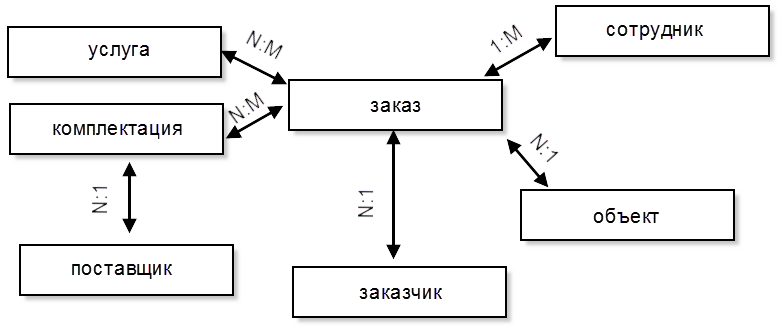 сотрудник
услуга
N:M
1:M
заказ
N:M
комплектация
N:1
N:1
N:1
объект
поставщик
заказчик